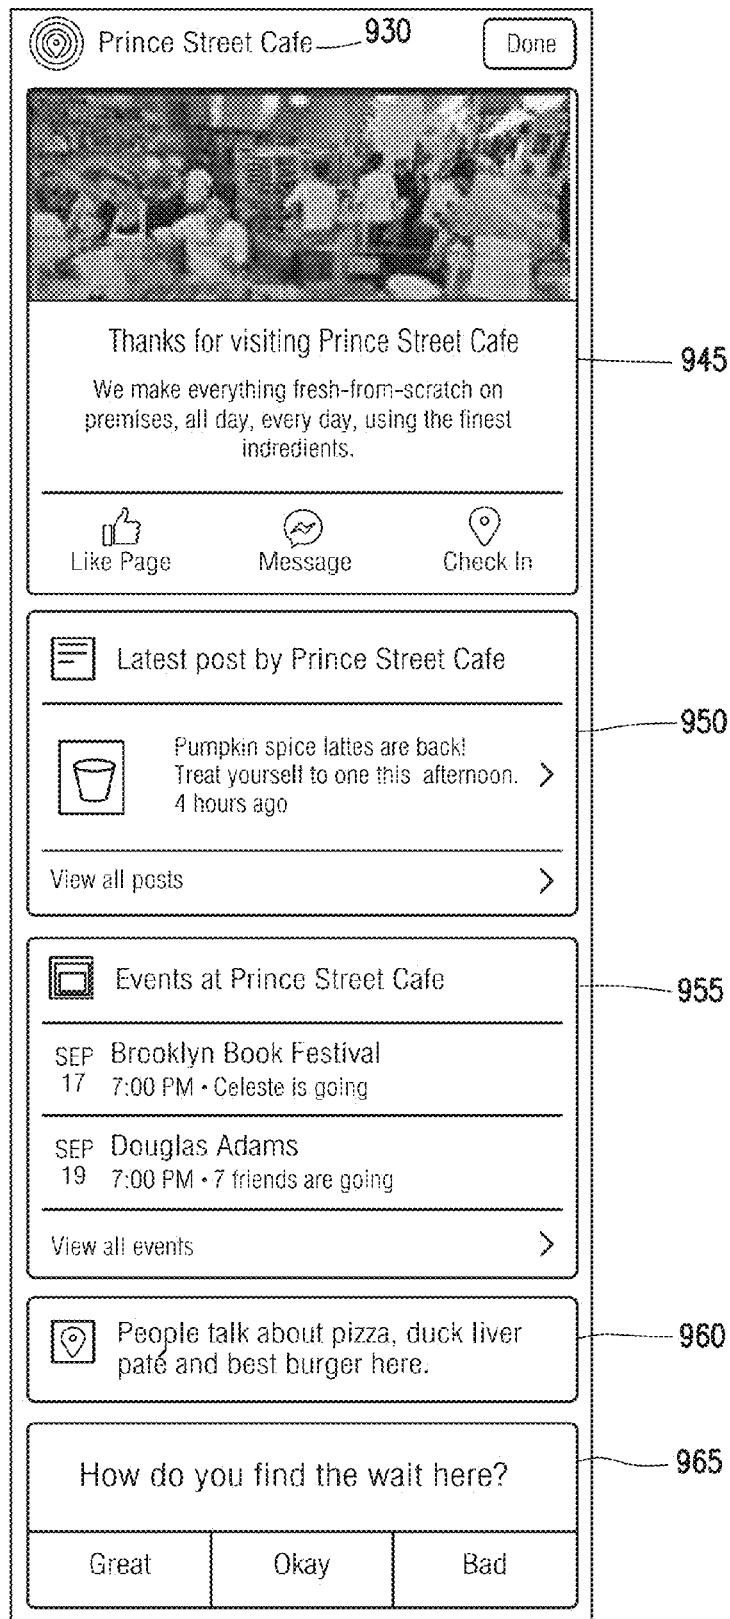 Prince Street Cafe
930
Done
Thanks for visiting Prince Street Cafe
945
We make everything fresh-from-scratch on
premises, all day, every day, using the finest
indredients.
Like Page
Message
Check In
Latest post by Prince Street Cafe
950
Pumpkin spice lattes are back!
Treat yourself to one this afternoon.
4 hours ago
View all posts
Events at Prince Street Cafe
955
SEP 17
Brooklyn Book Festival
7:00 PM • Celeste is going
SEP 19
Douglas Adams
7:00 PM • 7 friends are going
View all events
People talk about pizza, duck liver
paté and best burger here.
960
How do you find the wait here?
965
Great
Okay
Bad